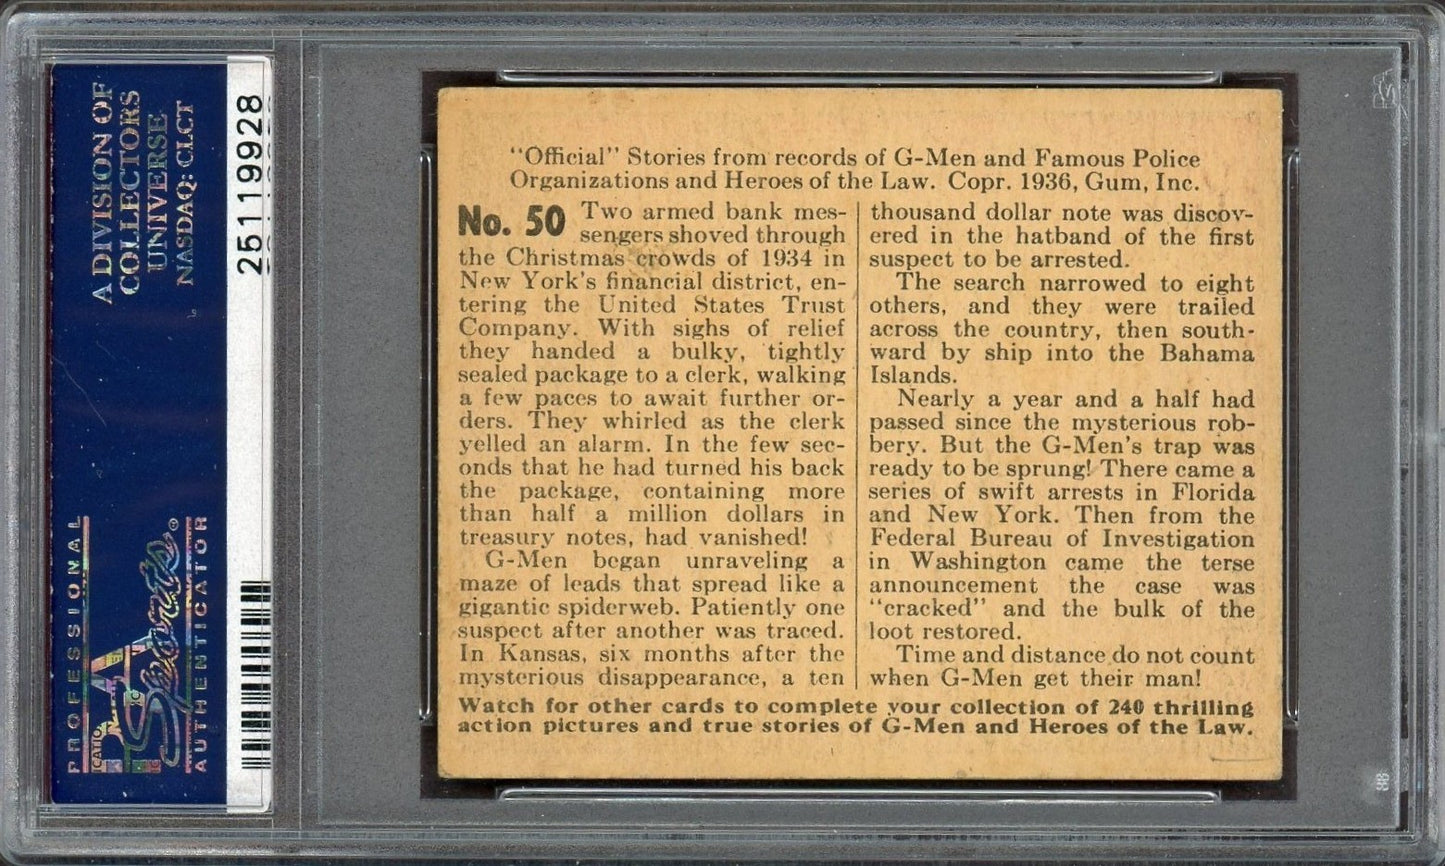 A DIVISION OF
COLLECTORS
UNIVERSE
NASDAQ: CLCT
PROFESSIONAL
Sports
AUTHENTICATOR
25119928
"Official" Stories from records of G-Men and Famous Police
Organizations and Heroes of the Law. Copr. 1936, Gum, Inc.
No. 50 Two armed bank mes-
sengers shoved through
the Christmas crowds of 1934 in
New York's financial district, en-
tering the United States Trust
Company. With sighs of relief
they handed a bulky, tightly
sealed package to a clerk, walking
a few paces to await further or-
ders. They whirled as the clerk
yelled an alarm. In the few sec-
onds that he had turned his back
the package, containing more
than half a million dollars in
treasury notes, had vanished!
G-Men began unraveling a
maze of leads that spread like a
gigantic spiderweb. Patiently one
suspect after another was traced.
In Kansas, six months after the
mysterious disappearance, a ten
thousand dollar note was discov-
ered in the hatband of the first
suspect to be arrested.
The search narrowed to eight
others, and they were trailed
across the country, then south-
ward by ship into the Bahama
Islands.
Nearly a year and a half had
passed since the mysterious rob-
bery. But the G-Men's trap was
ready to be sprung! There came a
series of swift arrests in Florida
and New York. Then from the
Federal Bureau of Investigation
in Washington came the terse
announcement the case was
"cracked" and the bulk of the
loot restored.
Time and distance do not count
when G-Men get their man!
Watch for other cards to complete your collection of 240 thrilling
action pictures and true stories of G-Men and Heroes of the Law.